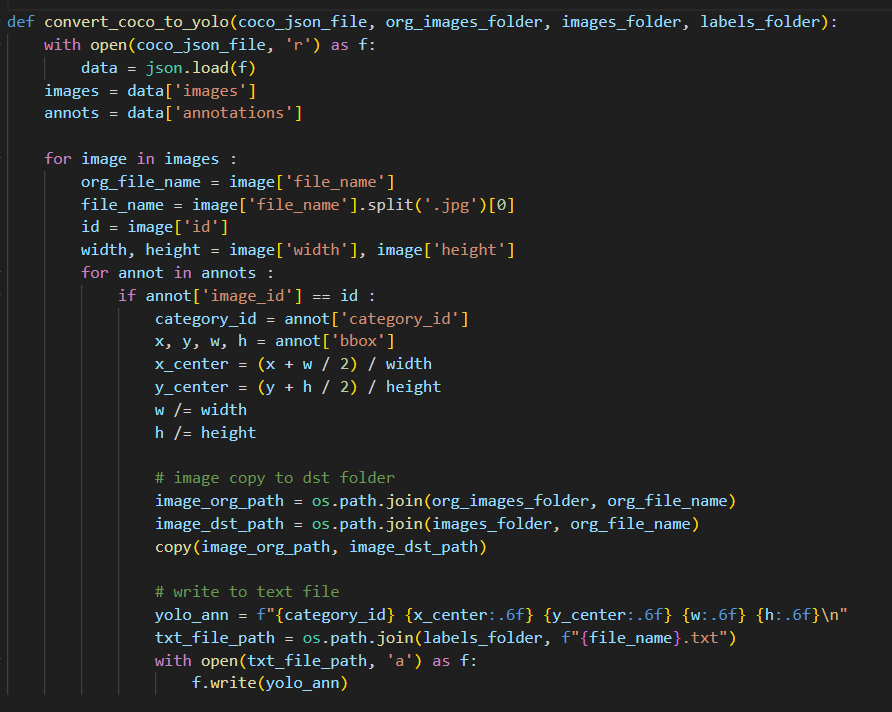 def convert_coco_to_yolo(coco_json_file, org_images_folder, images_folder, labels_folder):
    with open(coco_json_file, 'r') as f:
        data = json.load(f)
    images = data['images']
    annots = data['annotations']

    for image in images :
        org_file_name = image['file_name']
        file_name = image['file_name'].split('.jpg')[0]
        id = image['id']
        width, height = image['width'], image['height']
        for annot in annots :
            if annot['image_id'] == id :
                category_id = annot['category_id']
                x, y, w, h = annot['bbox']
                x_center = (x + w / 2) / width
                y_center = (y + h / 2) / height
                w /= width
                h /= height

                # image copy to dst folder
                image_org_path = os.path.join(org_images_folder, org_file_name)
                image_dst_path = os.path.join(images_folder, org_file_name)
                copy(image_org_path, image_dst_path)

                # write to text file
                yolo_ann = f"{category_id} {x_center:.6f} {y_center:.6f} {w:.6f} {h:.6f}\n"
                txt_file_path = os.path.join(labels_folder, f"{file_name}.txt")
                with open(txt_file_path, 'a') as f:
                    f.write(yolo_ann)